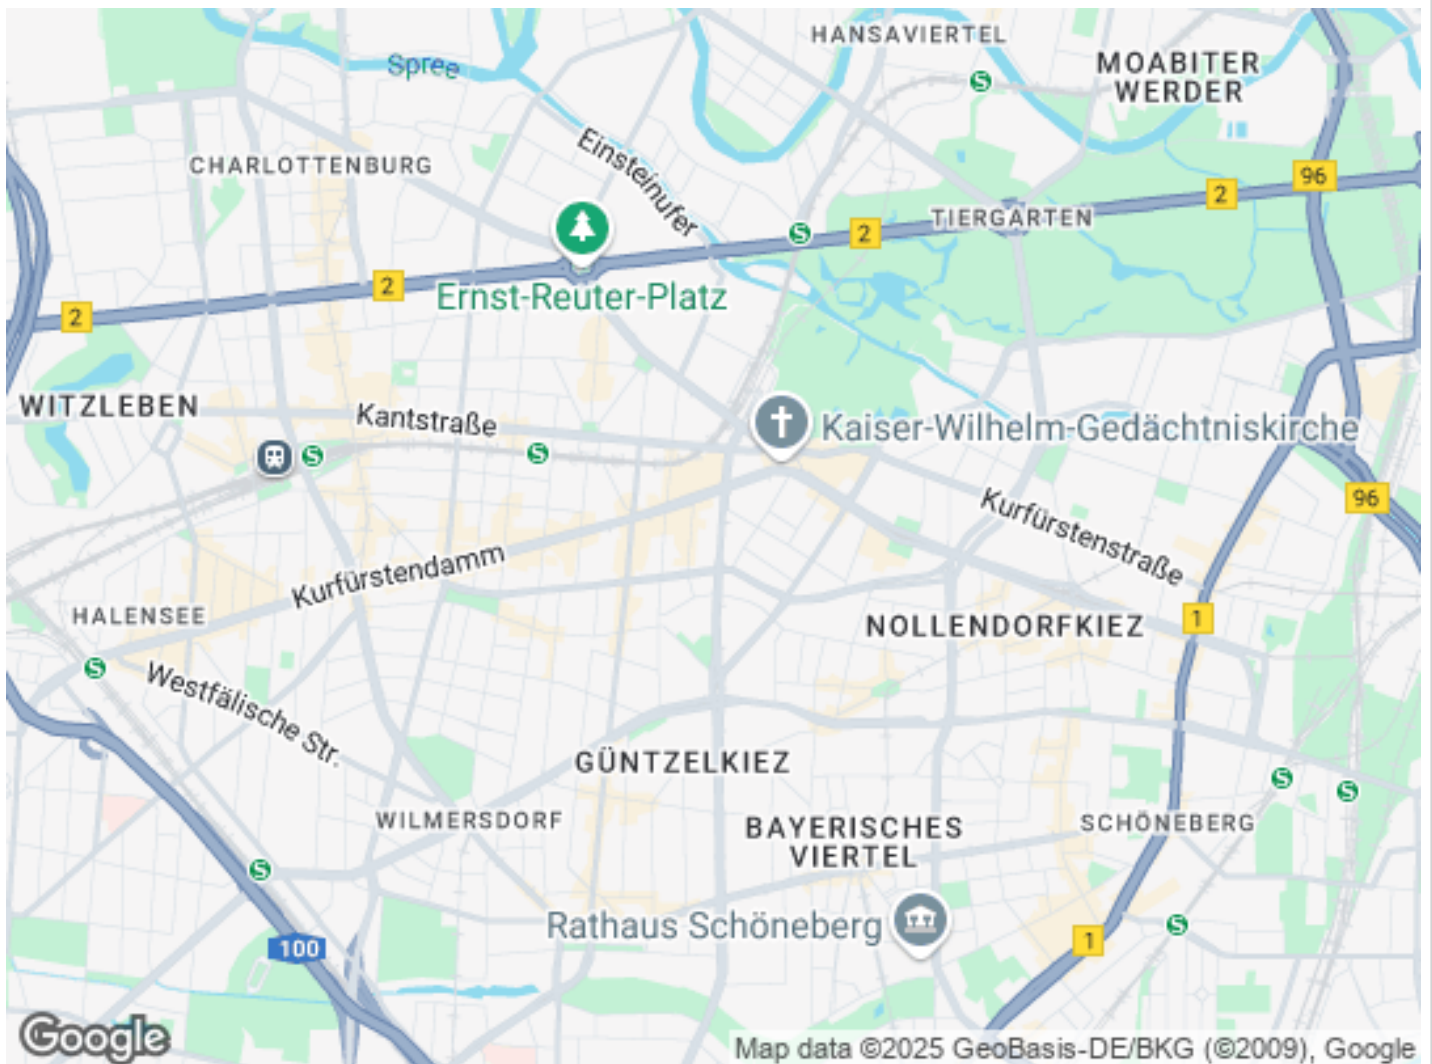 HANSAVIERTEL
Spree
MOABITER
WERDER
S
Einsteinufer
CHARLOTTENBURG
96
2
TIERGARTEN
2
S
2
Ernst-Reuter-Platz
2
WITZLEBEN
Kantstraße
Kaiser-Wilhelm-Gedächtniskirche
S
S
96
Kurfürstenstraße
Kurfürstendamm
HALENSEE
NOLLENDORFKIEZ
1
S
Westfälische Str.
GÜNTZELKIEZ
S
S
WILMERSDORF
BAYERISCHES
VIERTEL
SCHÖNEBERG
S
Rathaus Schöneberg
S
1
100
Google
Map data ©2025 GeoBasis-DE/BKG (©2009), Google